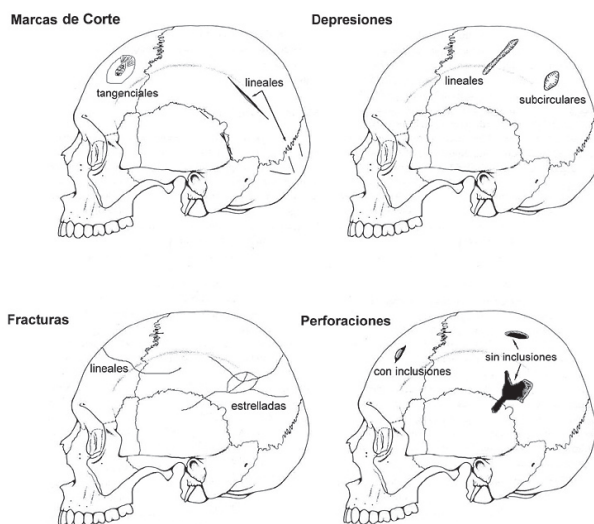 Marcas de Corte
tangenciales
lineales
Depresiones
lineales
subcirculares
Fracturas
lineales
estrelladas
Perforaciones
con inclusiones
sin inclusiones